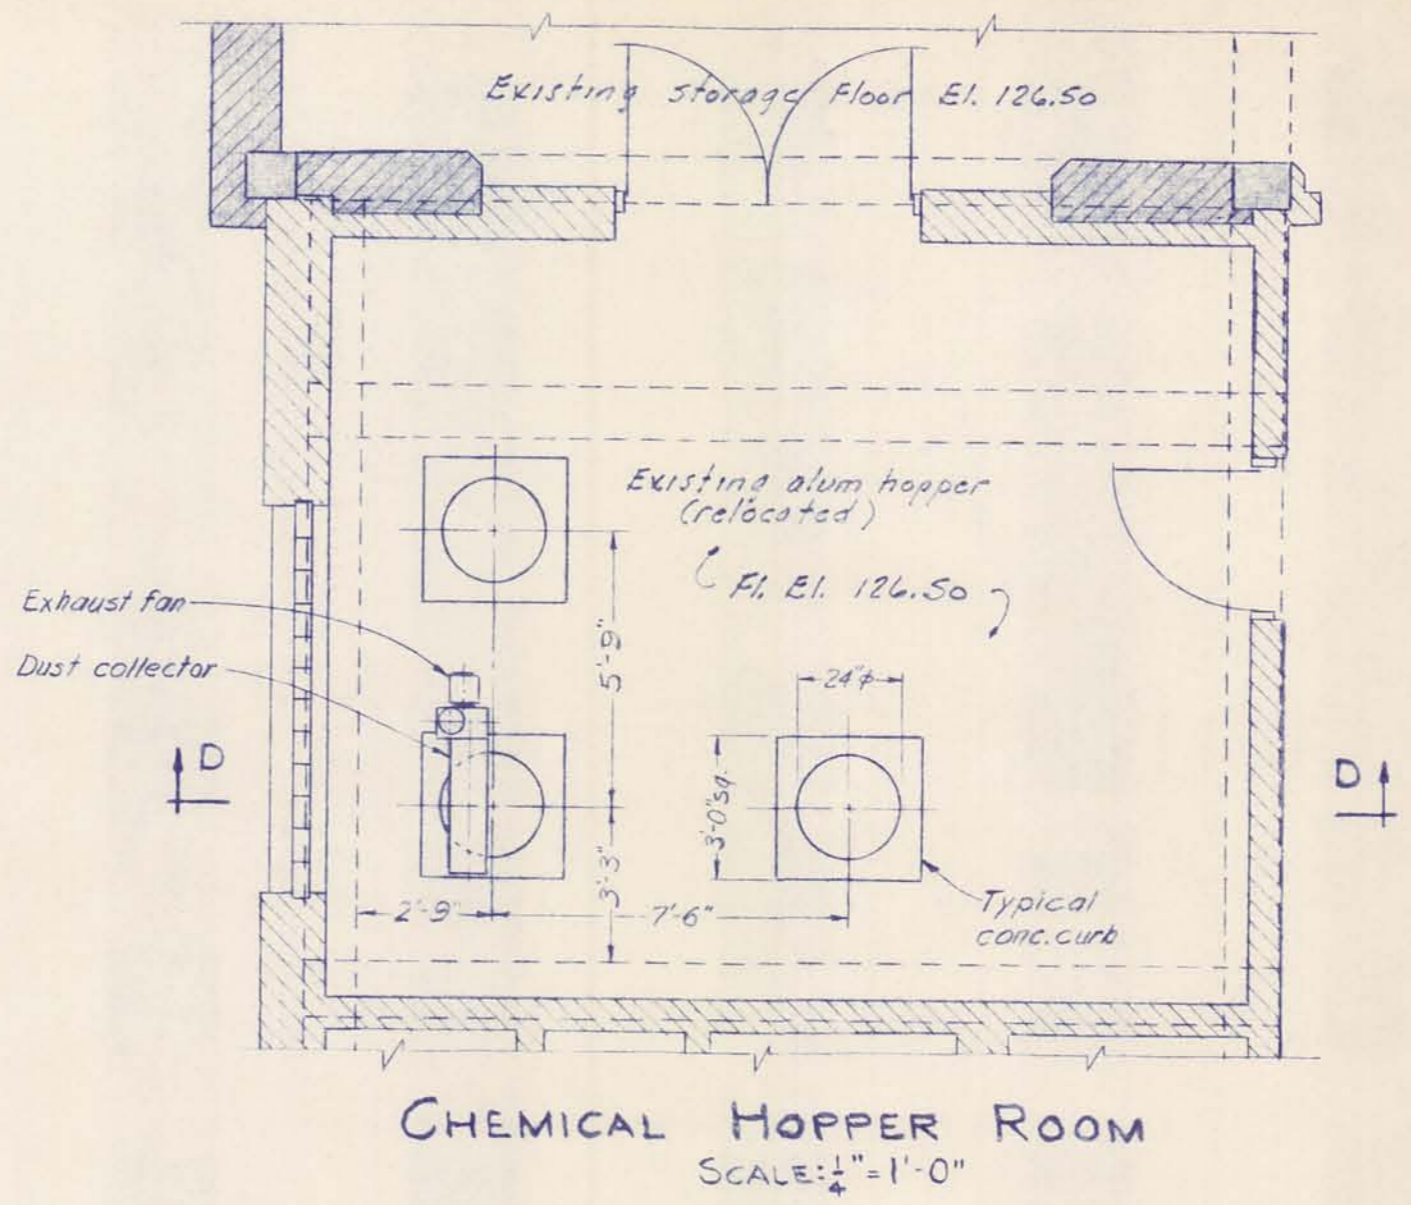 Existing storage Floor El. 126.50
Existing alum hopper
(relocated)
Fl. El. 126.50
Exhaust fan
Dust collector
5'-9"
24"ϕ
D
D
3'-0"sq.
3'-3"
2'-9"
7'-6"
Typical
conc. curb
CHEMICAL HOPPER ROOM
SCALE: ¼" = 1'-0"